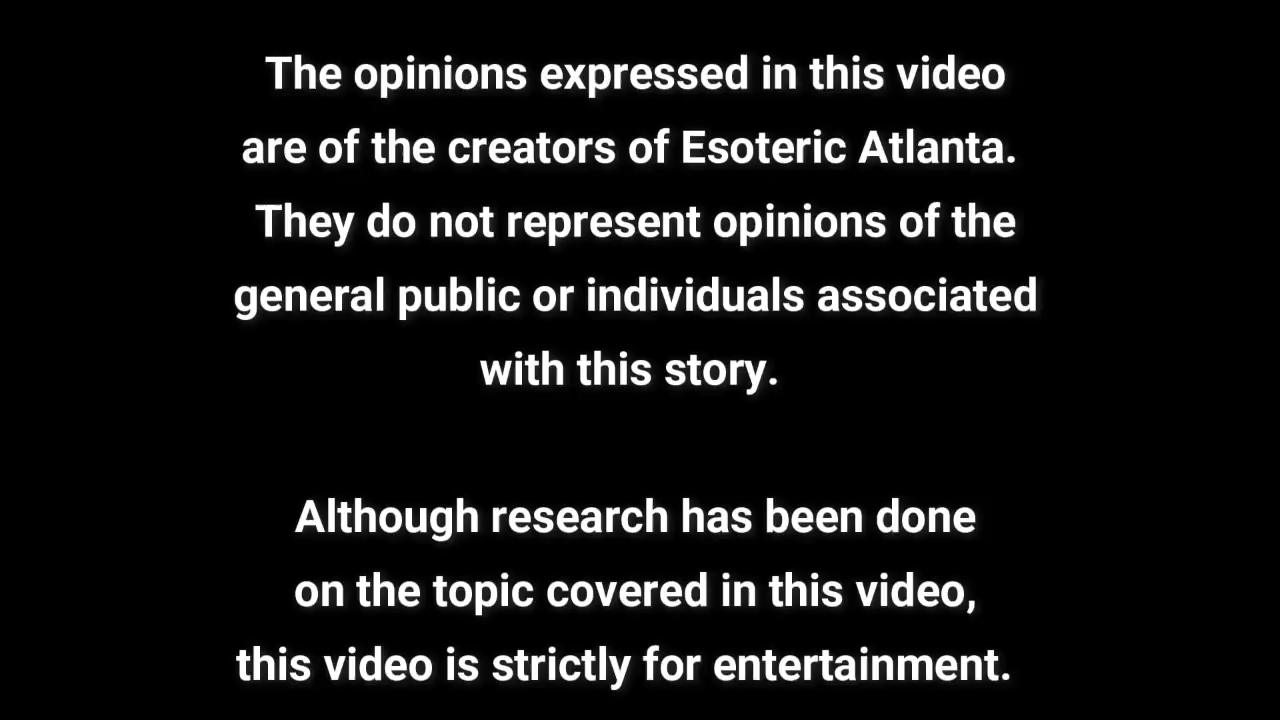 The opinions expressed in this video
are of the creators of Esoteric Atlanta.
They do not represent opinions of the
general public or individuals associated
with this story.
Although research has been done
on the topic covered in this video,
this video is strictly for entertainment.